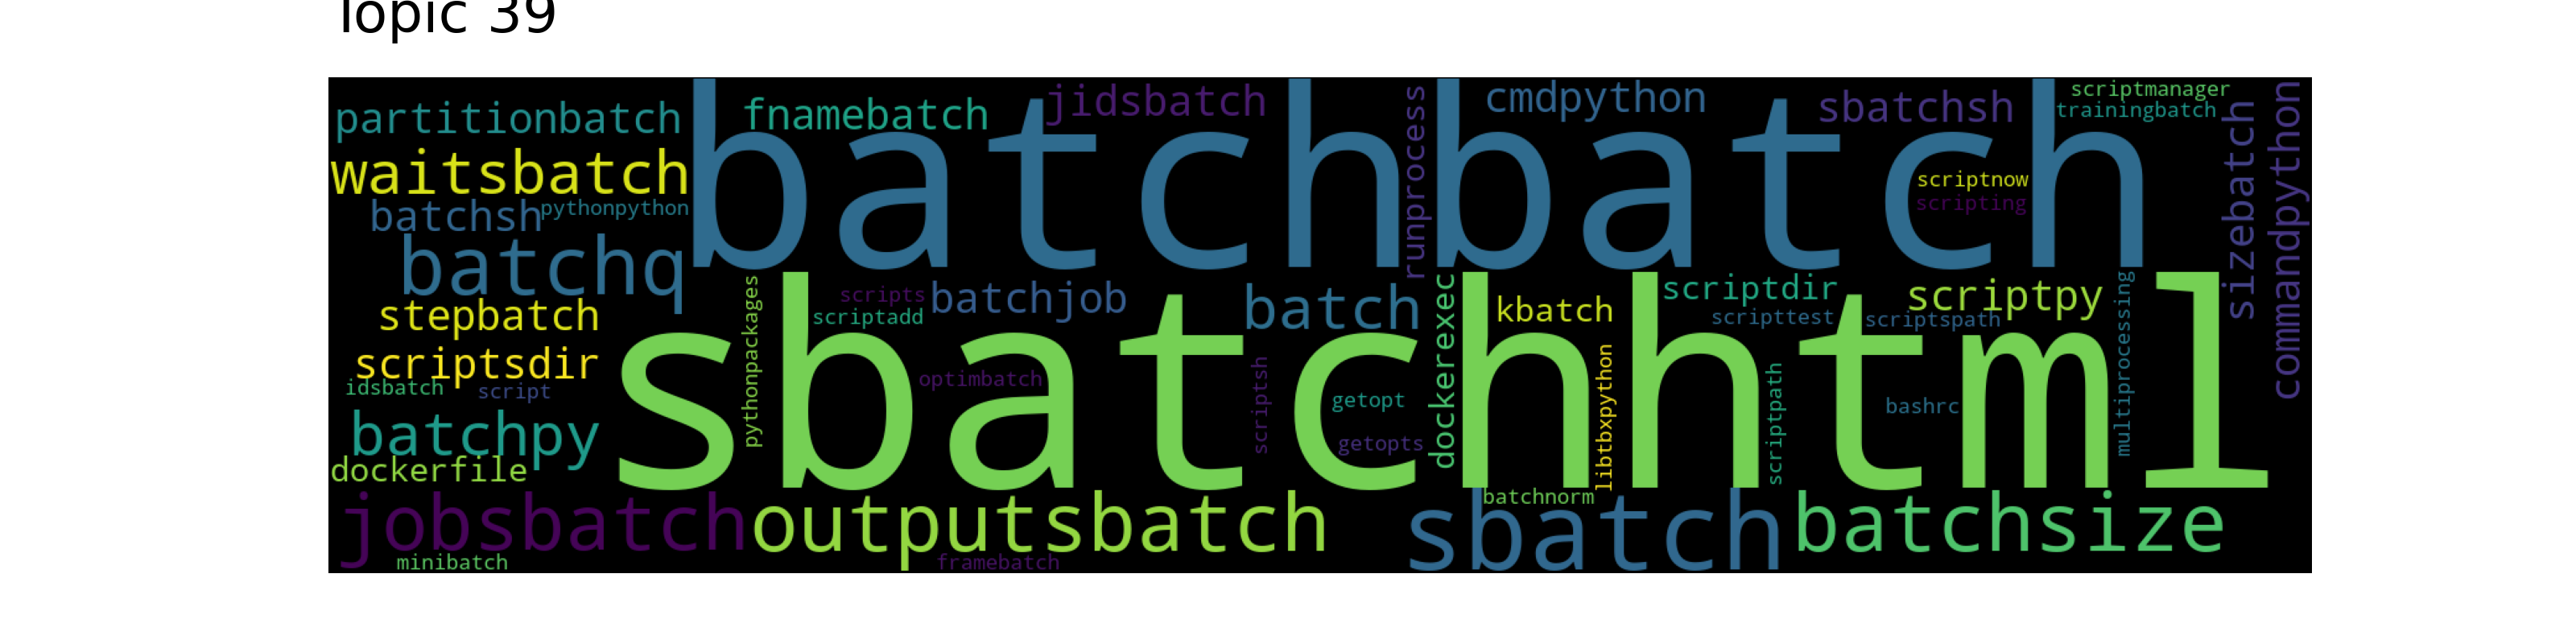 Topic 39
partitionbatch
fnamebatch
jidsbatch
cmdpython
sbatchsh
scriptmanager
trainingbatch
waitsbatch
batchbatch
runprocess
scriptnow
scripting
sizebatch
commandpython
batchsh
pythonpython
batchq
stepbatch
scripts
batchjob
scriptadd
batch
kbatch
scriptdir
scriptpy
scripttest
scriptspath
multiprocessing
pythonpackages
dockerexec
sbatchhtml
scriptsdir
idsbatch
script
optimbatch
scriptsh
getopt
getopts
libtbxpython
scriptpath
bashrc
batchpy
dockerfile
jobsbatch
outputsbatch
batchnorm
sbatch
batchsize
minibatch
framebatch